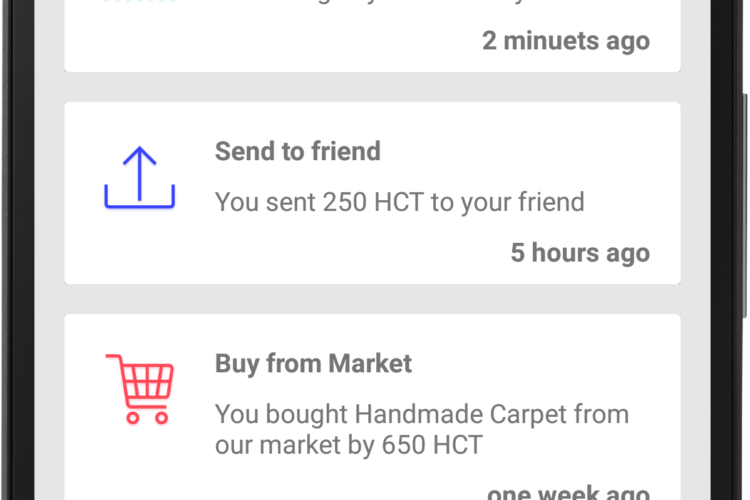 2 minuets ago
Send to friend
You sent 250 HCT to your friend
5 hours ago
Buy from Market
You bought Handmade Carpet from
our market by 650 HCT
one week ago